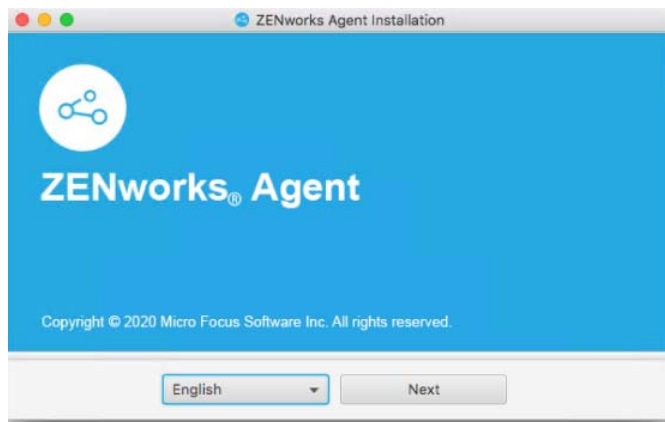 ZENworks Agent Installation
ZENworks® Agent
Copyright © 2020 Micro Focus Software Inc. All rights reserved.
English
Next